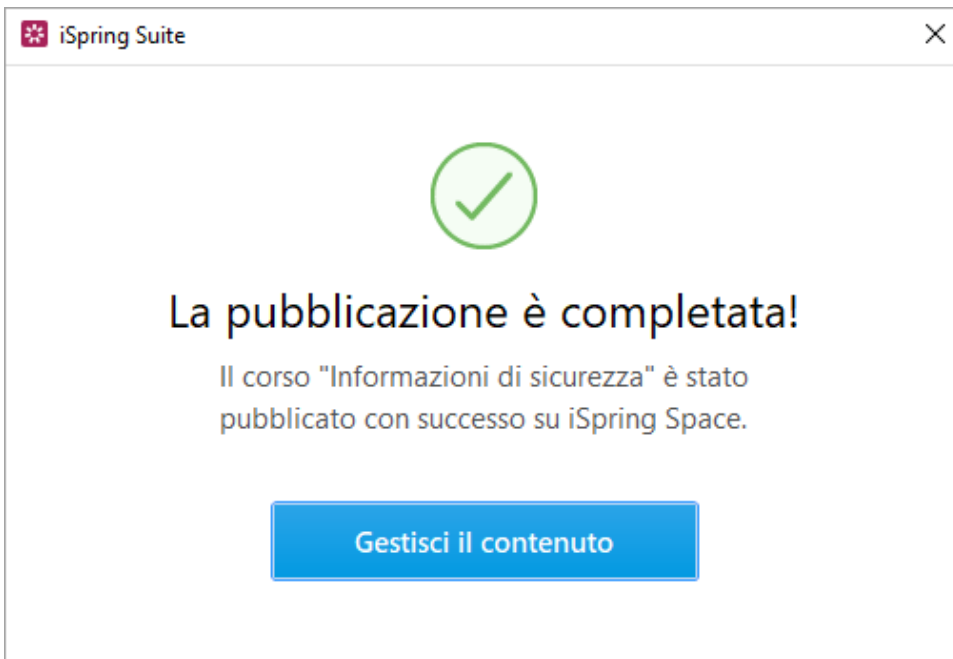 iSpring Suite
La pubblicazione è completata!
Il corso "Informazioni di sicurezza" è stato
pubblicato con successo su iSpring Space.
Gestisci il contenuto